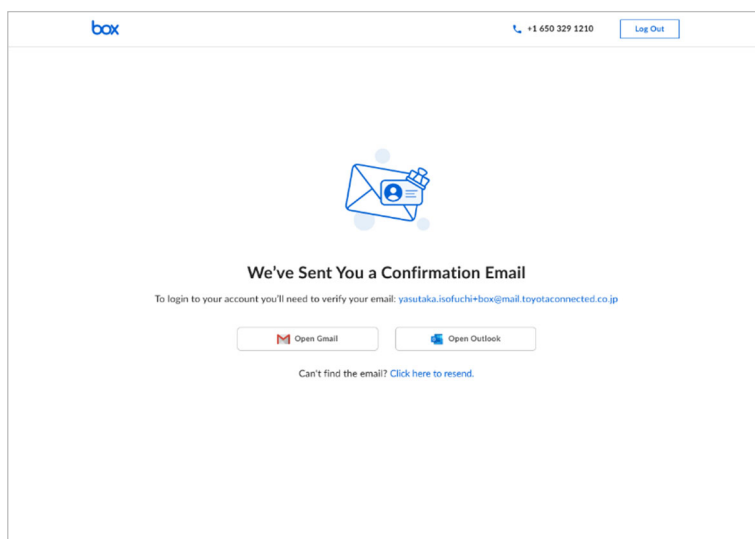 box
+1 650 329 1210
Log Out
We've Sent You a Confirmation Email
To login to your account you'll need to verify your email: yasutaka.isofuchi+box@mail.toyotaconnected.co.jp
Open Gmail
Open Outlook
Can't find the email? Click here to resend.